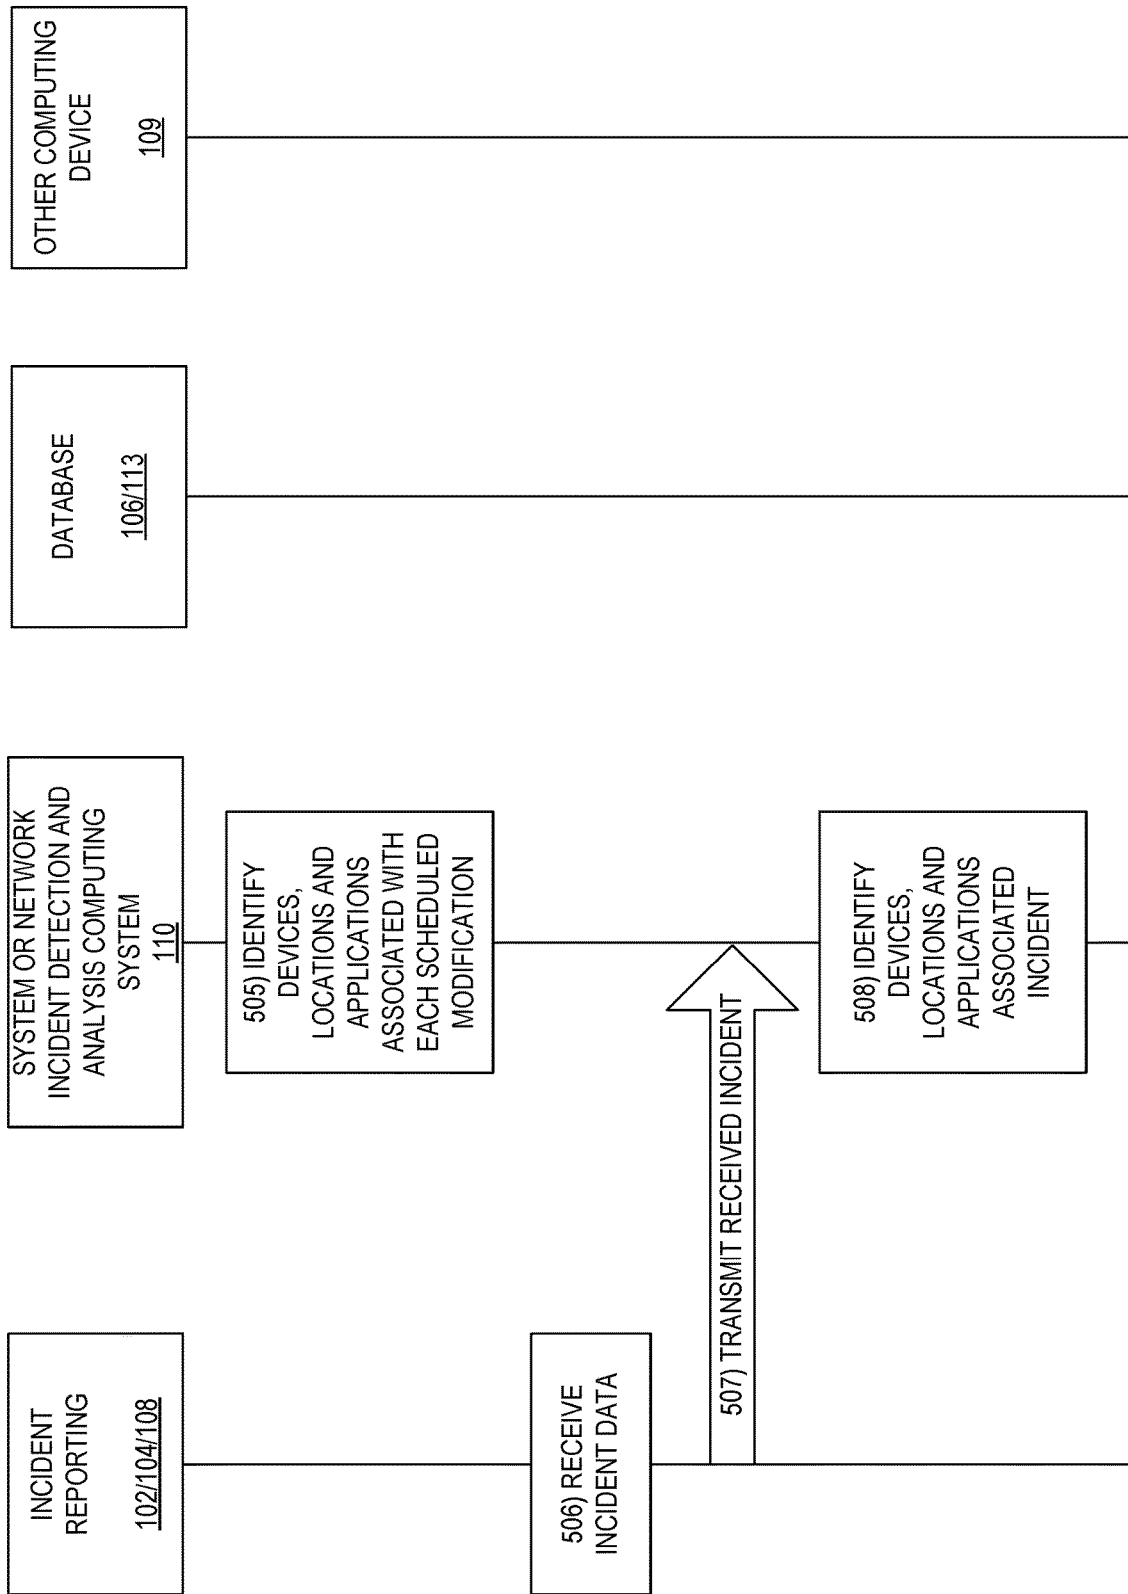 INCIDENT
REPORTING
102/104/108
SYSTEM OR NETWORK
INCIDENT DETECTION AND
ANALYSIS COMPUTING
SYSTEM
110
DATABASE
106/113
OTHER COMPUTING
DEVICE
109
505) IDENTIFY
DEVICES,
LOCATIONS AND
APPLICATIONS
ASSOCIATED WITH
EACH SCHEDULED
MODIFICATION
506) RECEIVE
INCIDENT DATA
507) TRANSMIT RECEIVED INCIDENT
508) IDENTIFY
DEVICES,
LOCATIONS AND
APPLICATIONS
ASSOCIATED
INCIDENT